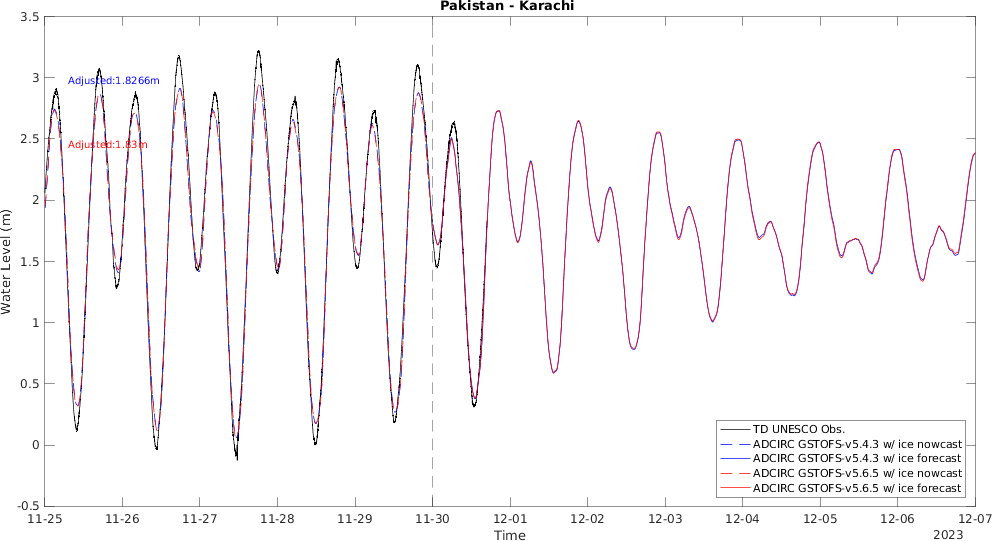 Pakistan - Karachi
3.5
3
2.5
2
1.5
1
0.5
0
-0.5
Water Level (m)
Adjusted:1.8266m
Adjusted:1.83m
TD UNESCO Obs.
ADCIRC GSTOFS-v5.4.3 w/ ice nowcast
ADCIRC GSTOFS-v5.4.3 w/ ice forecast
ADCIRC GSTOFS-v5.6.5 w/ ice nowcast
ADCIRC GSTOFS-v5.6.5 w/ ice forecast
11-25 11-26 11-27 11-28 11-29 11-30 12-01 12-02 12-03 12-04 12-05 12-06 12-07
Time
2023